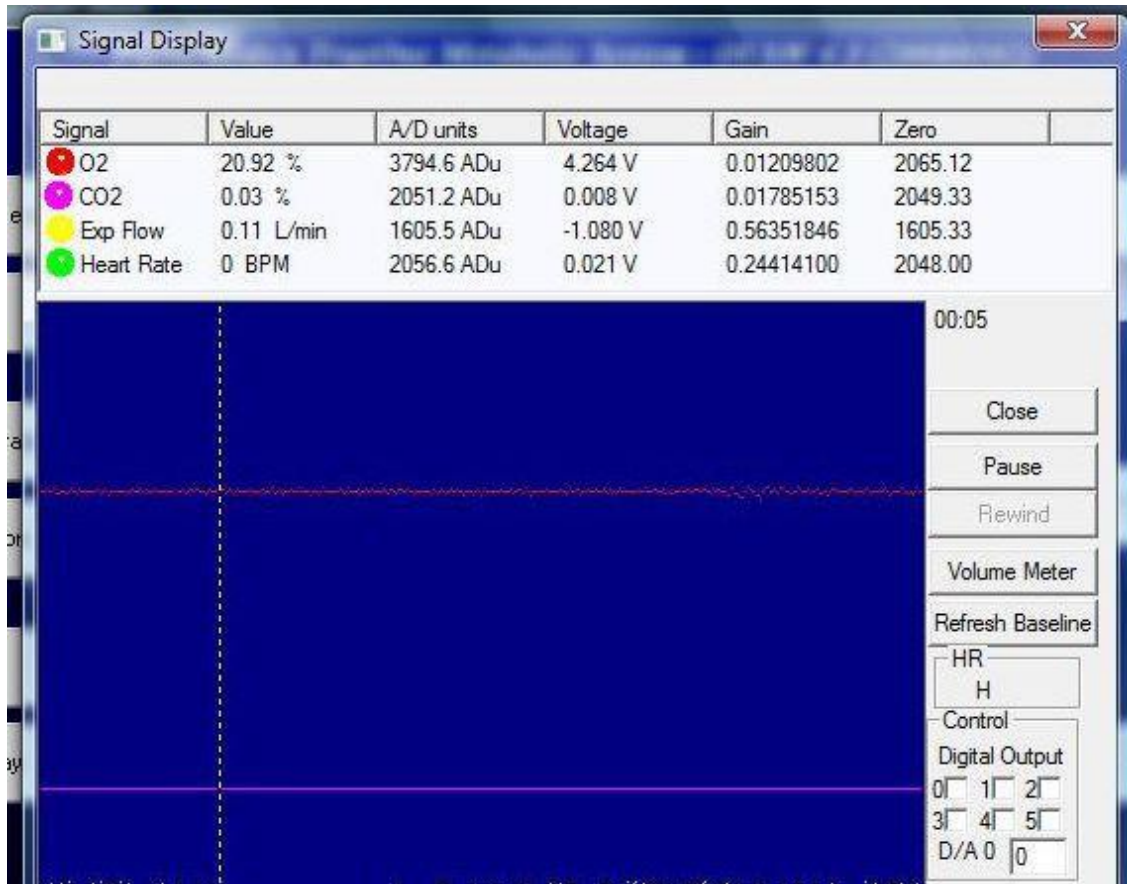 Signal Display
Signal Value A/D units Voltage Gain Zero
O2 20.92 % 3794.6 ADu 4.264 V 0.01209802 2065.12
CO2 0.03 % 2051.2 ADu 0.008 V 0.01785153 2049.33
Exp Flow 0.11 L/min 1605.5 ADu -1.080 V 0.56351846 1605.33
Heart Rate 0 BPM 2056.6 ADu 0.021 V 0.24414100 2048.00
00:05
Close
Pause
Rewind
Volume Meter
Refresh Baseline
HR
H
Control
Digital Output
0 1 2
3 4 5
D/A 0 0